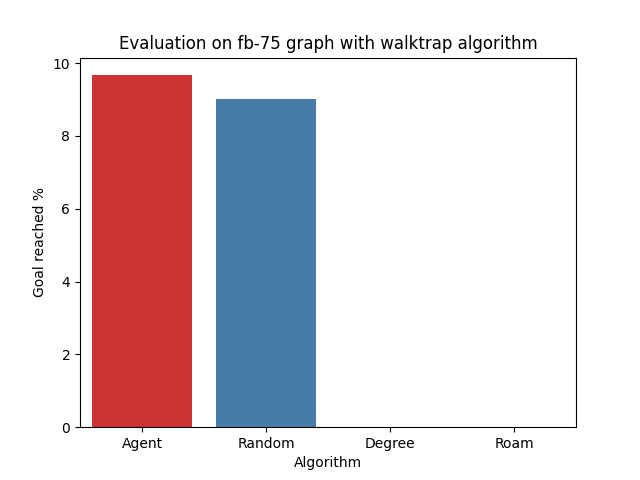 Evaluation on fb-75 graph with walktrap algorithm
10
8
6
4
2
0
Goal reached %
Agent
Random
Degree
Roam
Algorithm